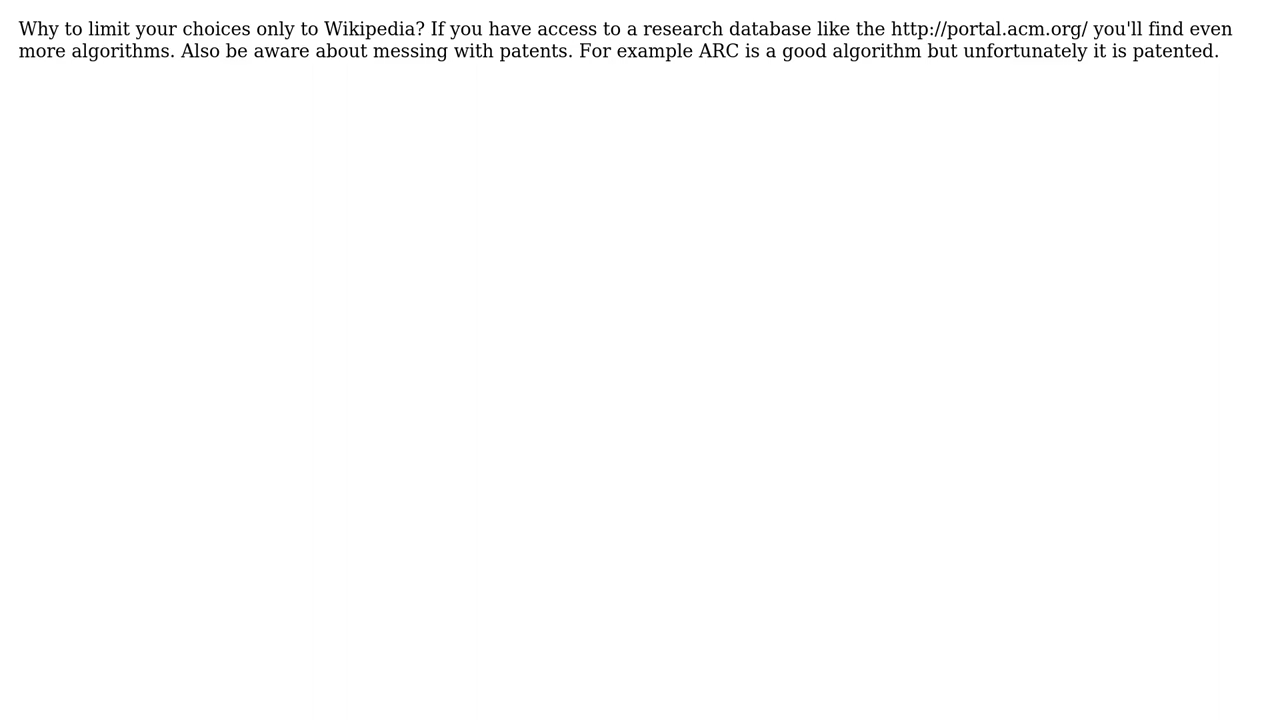 Why to limit your choices only to Wikipedia? If you have access to a research database like the http://portal.acm.org/ you'll find even
more algorithms. Also be aware about messing with patents. For example ARC is a good algorithm but unfortunately it is patented.